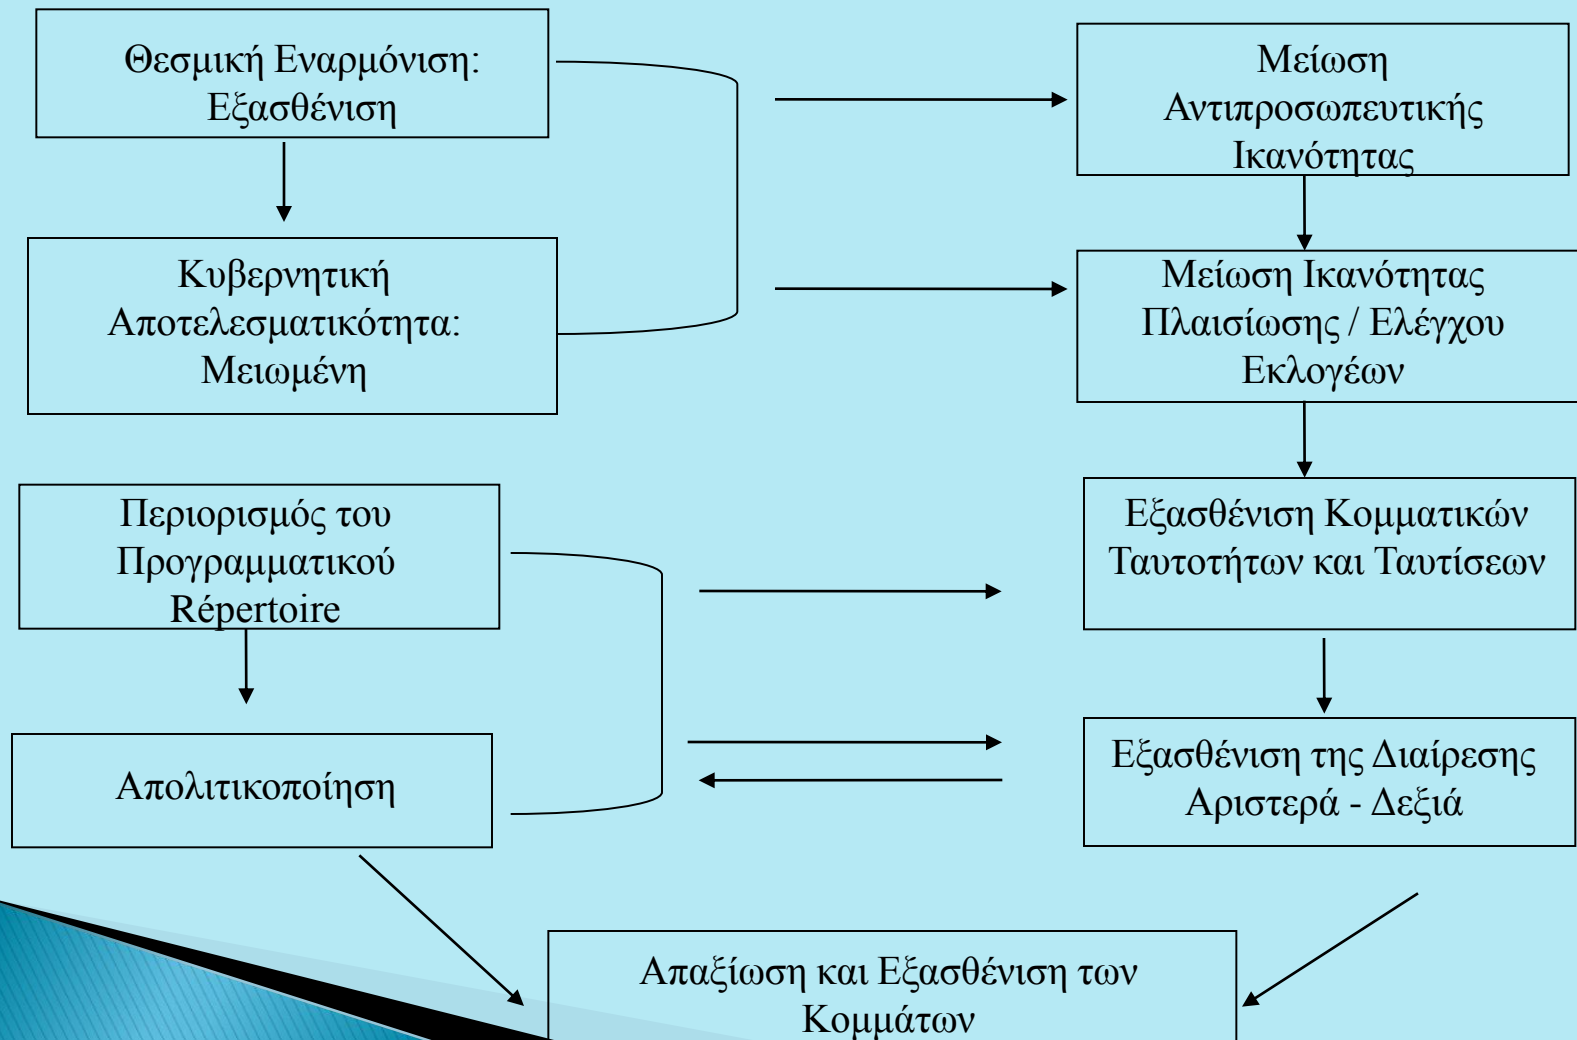 Θεσμική Εναρμόνιση:
Εξασθένιση
Μείωση
Αντιπροσωπευτικής
Ικανότητας
Κυβερνητική
Αποτελεσματικότητα:
Μειωμένη
Μείωση Ικανότητας
Πλαισίωσης / Ελέγχου
Εκλογέων
Περιορισμός του
Προγραμματικού
Répertoire
Εξασθένιση Κομματικών
Ταυτοτήτων και Ταυτίσεων
Απολιτικοποίηση
Εξασθένιση της Διαίρεσης
Αριστερά - Δεξιά
Απαξίωση και Εξασθένιση των
Κομμάτων